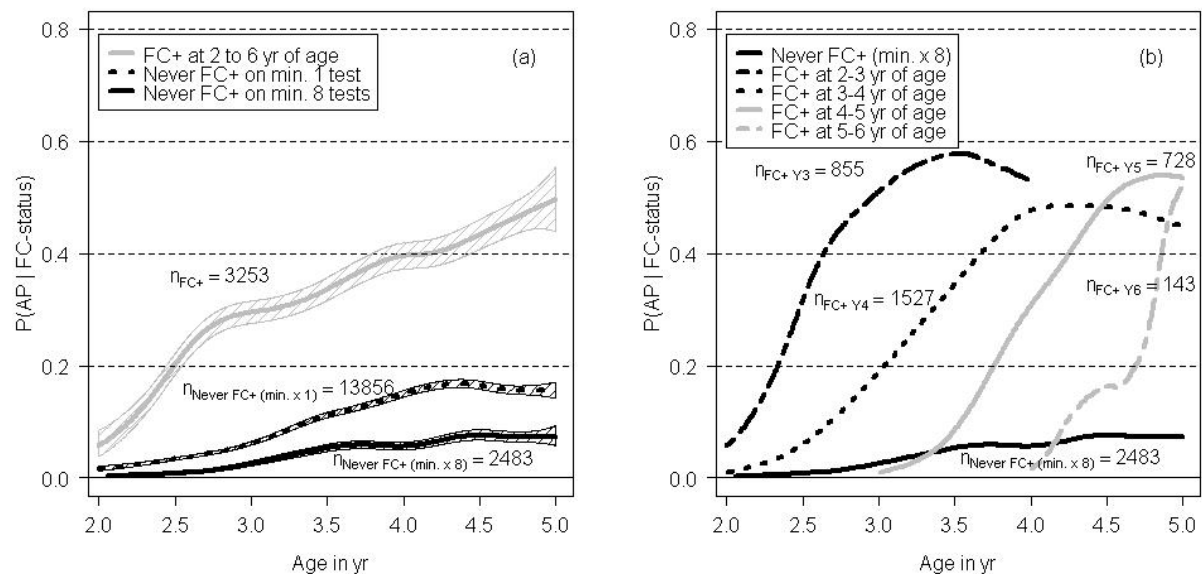 0.8
0.6
0.4
0.2
0.0
P(AP | FC-status)
FC+ at 2 to 6 yr of age
Never FC+ on min. 1 test
Never FC+ on min. 8 tests
(a)
nFC+ = 3253
nNever FC+ (min. x 1) = 13856
nNever FC+ (min. x 8) = 2483
2.0 2.5 3.0 3.5 4.0 4.5 5.0
Age in yr
0.8
0.6
0.4
0.2
0.0
P(AP | FC-status)
Never FC+ (min. x 8)
FC+ at 2-3 yr of age
FC+ at 3-4 yr of age
FC+ at 4-5 yr of age
FC+ at 5-6 yr of age
(b)
nFC+ Y3 = 855
nFC+ Y5 = 728
nFC+ Y4 = 1527
nFC+ Y6 = 143
nNever FC+ (min. x 8) = 2483
2.0 2.5 3.0 3.5 4.0 4.5 5.0
Age in yr